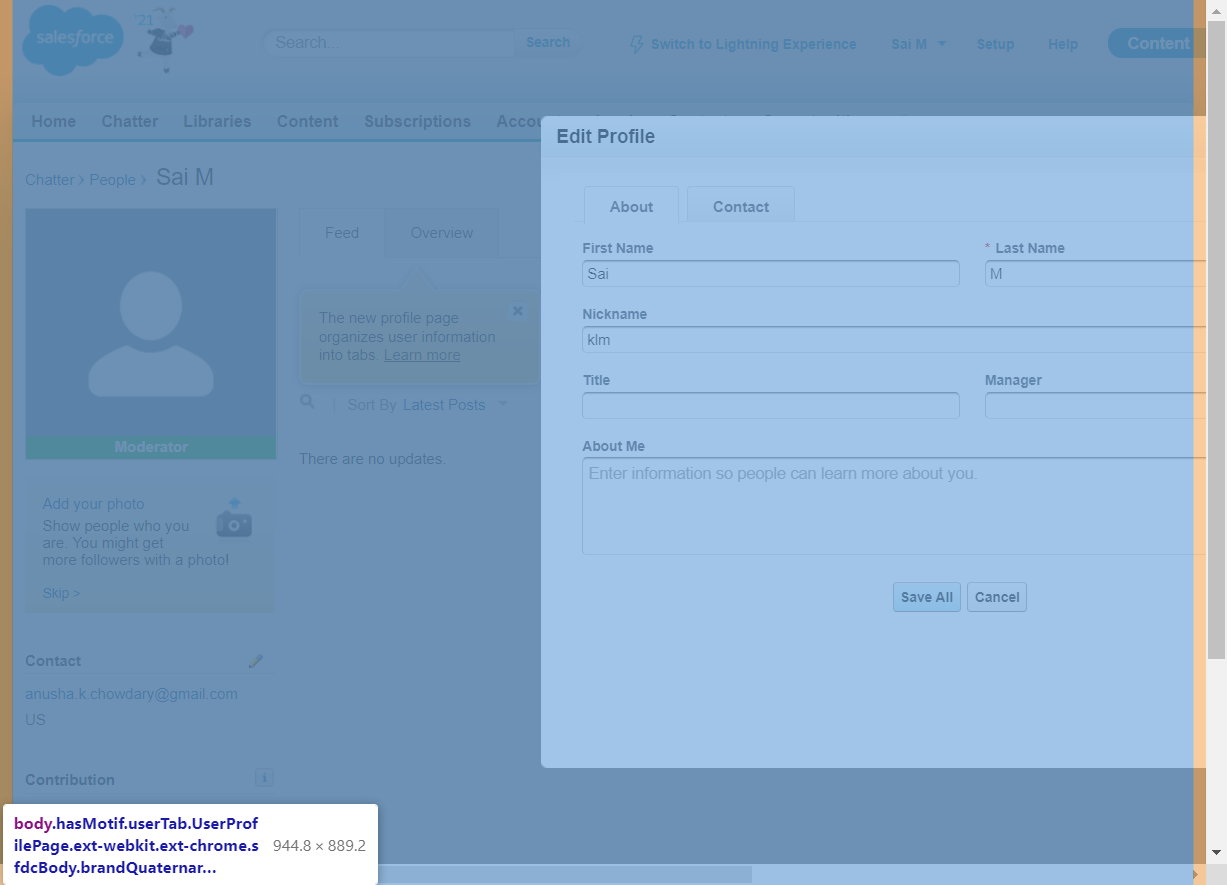 salesforce
'21
Search...
Search
Switch to Lightning Experience
Sai M
Setup
Help
Content
Home
Chatter
Libraries
Content
Subscriptions
Chatter › People › Sai M
Feed
Overview
The new profile page
organizes user information
into tabs. Learn more
Sort By Latest Posts
There are no updates.
Moderator
Add your photo
Show people who you
are. You might get
more followers with a photo!
Skip >
Contact
anusha.k.chowdary@gmail.com
US
Contribution
Edit Profile
About
Contact
First Name
* Last Name
Sai
M
Nickname
klm
Title
Manager
About Me
Enter information so people can learn more about you.
Save All
Cancel
body.hasMotif.userTab.UserProf
ilePage.ext-webkit.ext-chrome.s
fdcBody.brandQuaternar...
944.8 × 889.2